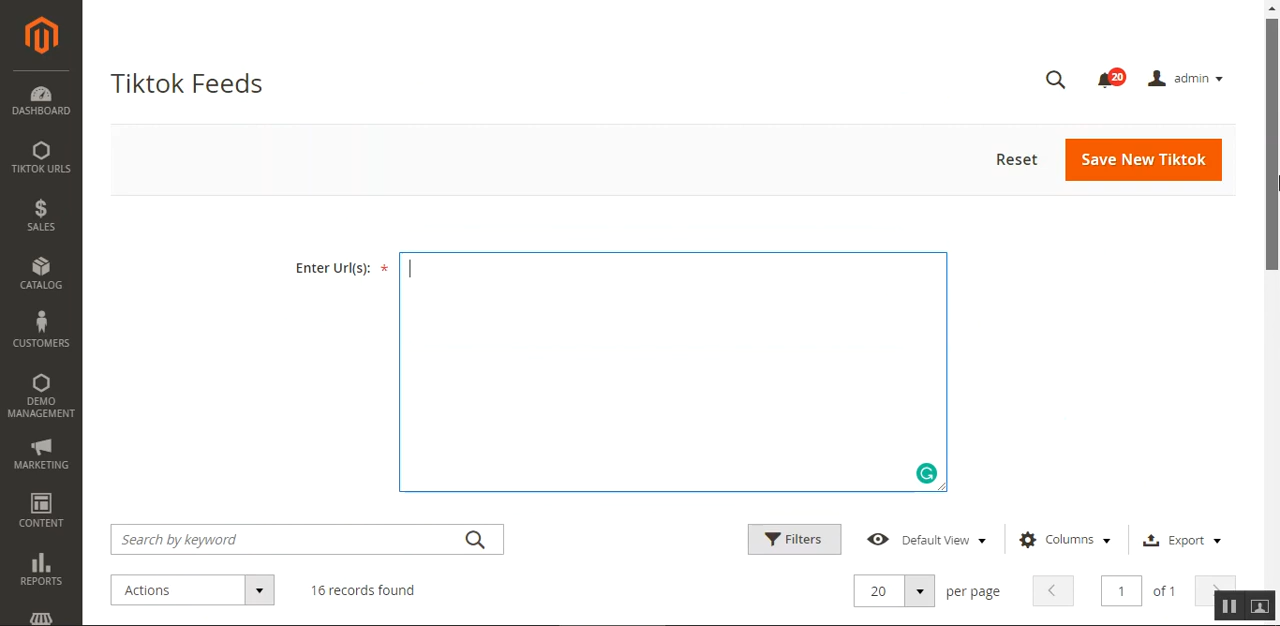 Tiktok Feeds
20
admin
DASHBOARD
TIKTOK URLS
SALES
CATALOG
CUSTOMERS
DEMO
MANAGEMENT
MARKETING
CONTENT
REPORTS
Reset
Save New Tiktok
Enter Url(s): *
Search by keyword
Filters
Default View
Columns
Export
Actions
16 records found
20
per page
1
of 1